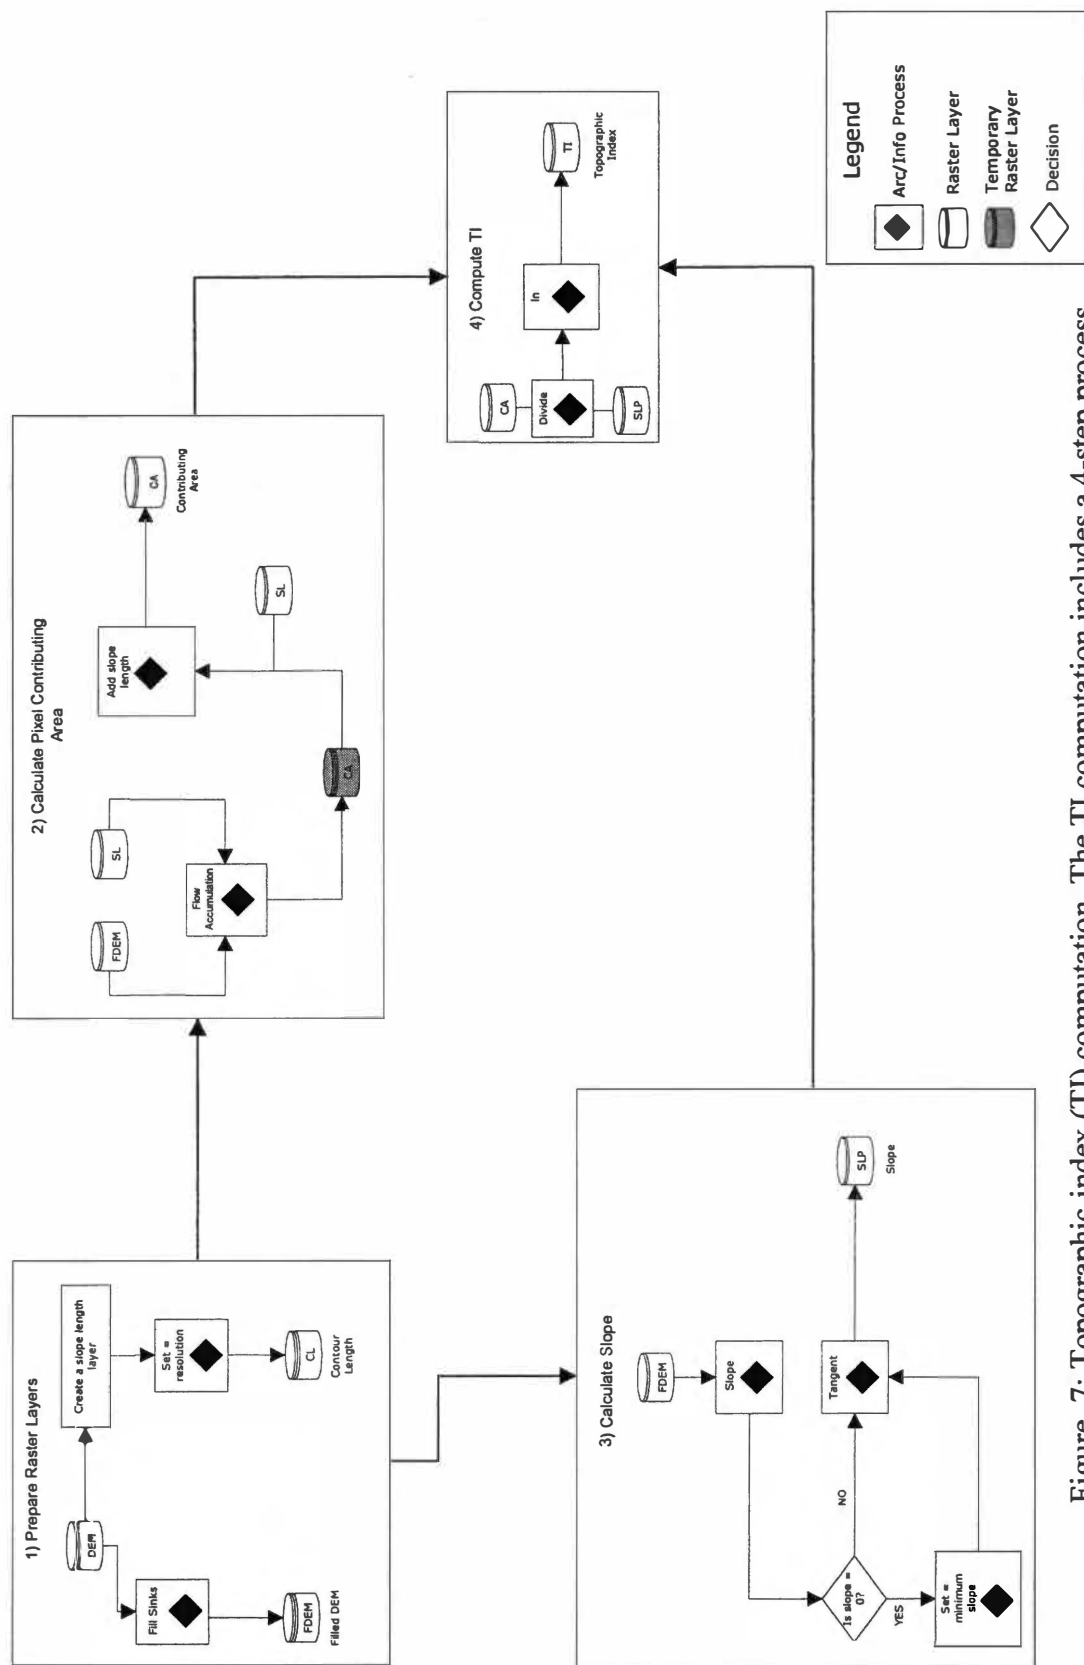 1) Prepare Raster Layers
DEM
Create a slope length
layer
Fill Sinks
Set =
resolution
FDEM
Filled DEM
CL
Contour
Length
2) Calculate Pixel Contributing
Area
FDEM
SL
Flow
Accumulation
CA
Add slope
length
SL
CA
Contributing
Area
3) Calculate Slope
FDEM
Slope
Is slope =
0?
NO
YES
Set =
minimum
slope
Tangent
SLP
Slope
4) Compute TI
CA
Divide
SLP
ln
TI
Topographic
Index
Legend
Arc/Info Process
Raster Layer
Temporary
Raster Layer
Decision
Figure 7: Topographic index (TI) computation. The TI computation includes a 4-step process